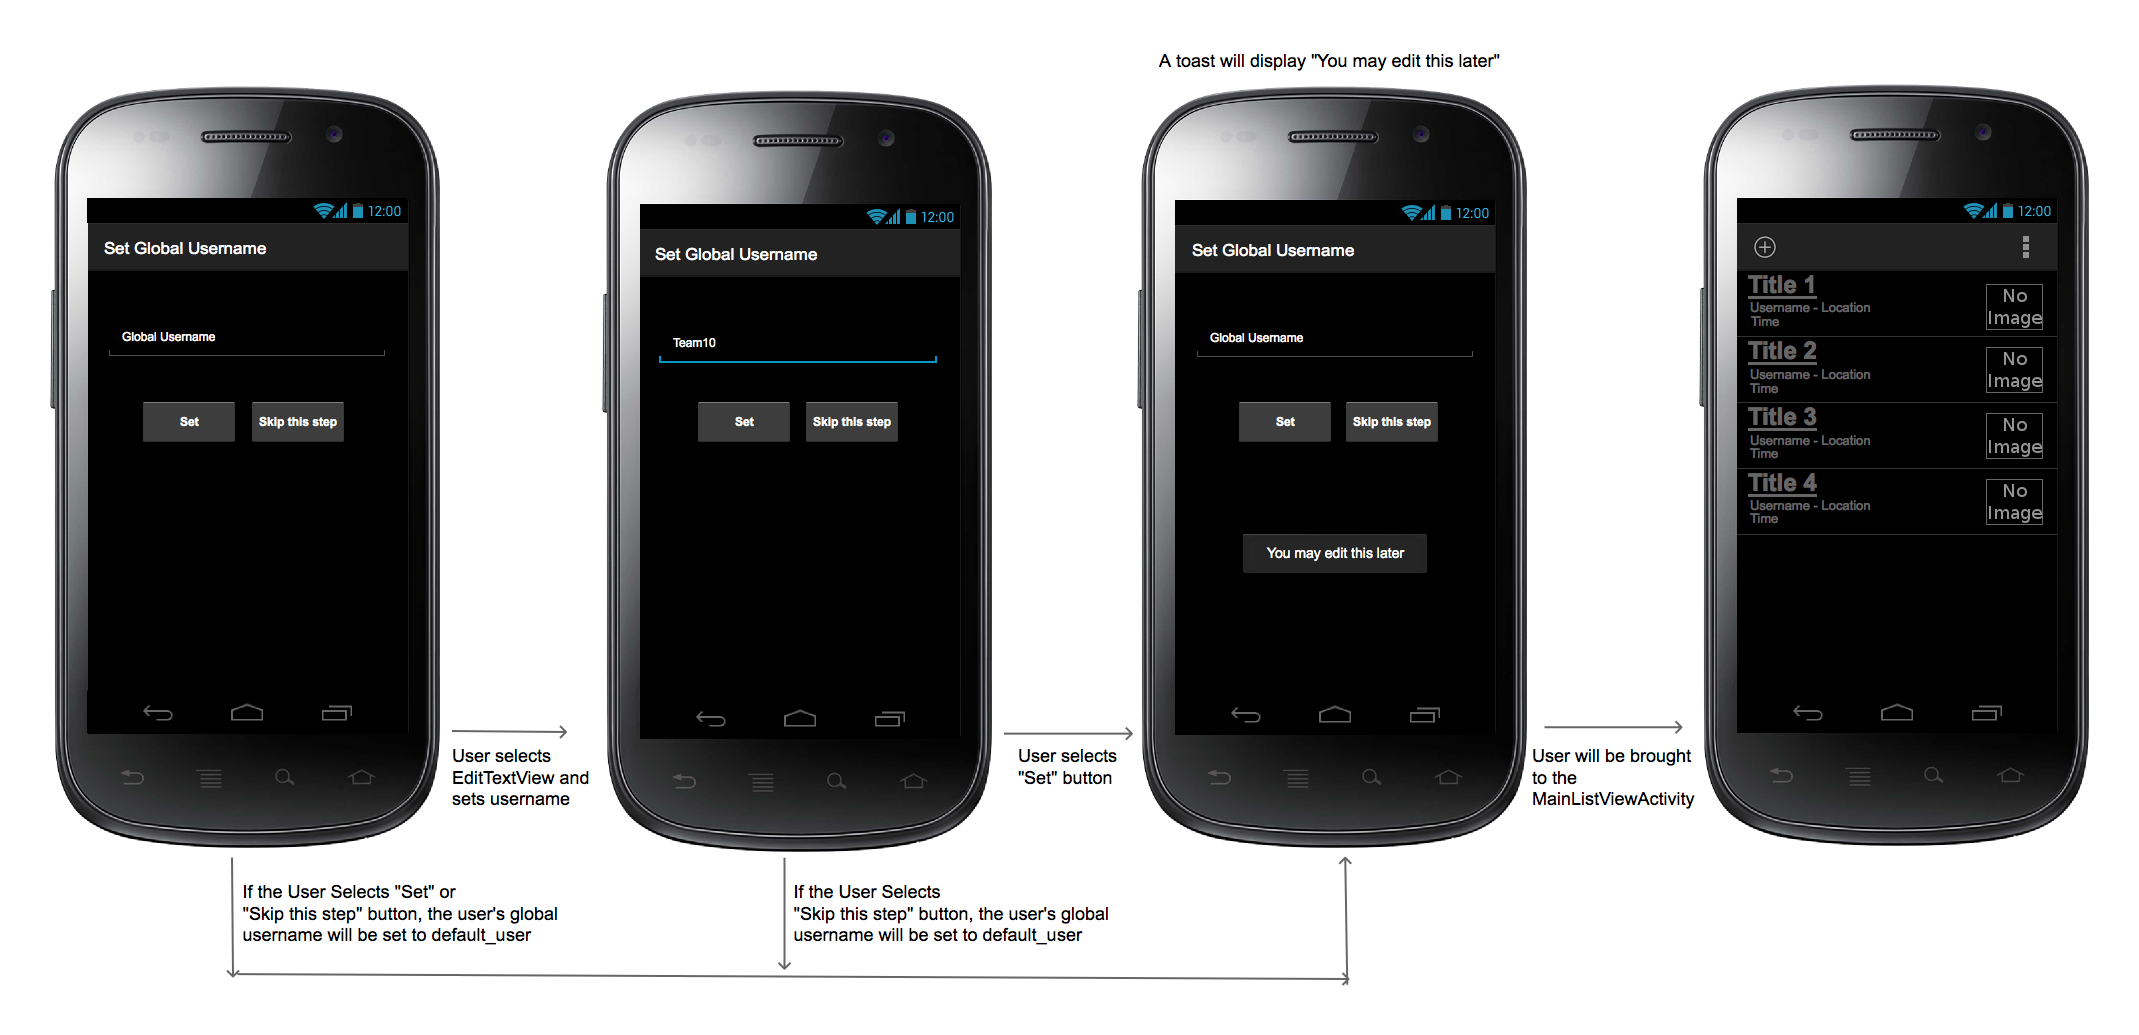 A toast will display "You may edit this later"
12:00
Set Global Username
Global Username
Set
Skip this step
User selects
EditTextView and
sets username
If the User Selects "Set" or
"Skip this step" button, the user's global
username will be set to default_user
12:00
Set Global Username
Team10
Set
Skip this step
User selects
"Set" button
If the User Selects
"Skip this step" button, the user's global
username will be set to default_user
12:00
Set Global Username
Global Username
Set
Skip this step
You may edit this later
User will be brought
to the
MainListViewActivity
12:00
Title 1
Username - Location
Time
No
Image
Title 2
Username - Location
Time
No
Image
Title 3
Username - Location
Time
No
Image
Title 4
Username - Location
Time
No
Image